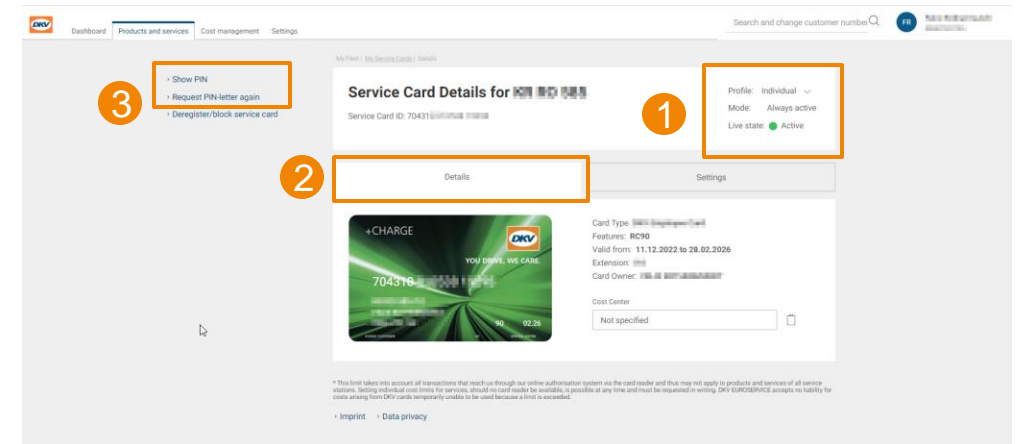 DKV
Dashboard Products and services Cost management Settings
Search and change customer number
FR
› Show PIN
› Request PIN-letter again
› Deregister/block service card
3
My Fleet | My Service Cards | Details
Service Card Details for
Service Card ID: 70431
1
Profile: Individual
Mode: Always active
Live state: Active
2
Details
Settings
+CHARGE
DKV
YOU DRIVE, WE CARE.
704310
90 02.26
Card Type:
Features: RC90
Valid from: 11.12.2022 to 28.02.2026
Extension:
Card Owner:
Cost Center
Not specified
* This limit takes into account all transactions that reach us through our online authorisation system via the card reader and thus may not apply to products and services of all service
stations. Setting individual cost limits for services, should no card reader be available, is possible at any time and must be requested in writing. DKV EUROSERVICE accepts no liability for
costs arising from DKV cards temporarily unable to be used because a limit is exceeded.
› Imprint › Data privacy